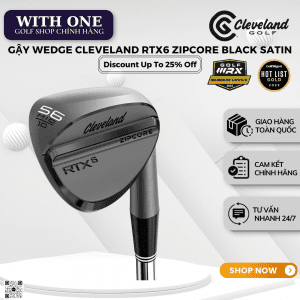 WITH ONE
GOLF SHOP CHÍNH HÃNG
Cleveland
GOLF
GẬY WEDGE CLEVELAND RTX6 ZIPCORE BLACK SATIN
Discount Up To 25% Off
GOLF
MRX
HOT LIST
GOLD
56
10
Cleveland
ZIPCORE
RTX6
GIAO HÀNG
TOÀN QUỐC
CAM KẾT
CHÍNH HÃNG
TƯ VẤN
NHANH 24/7
SHOP NOW